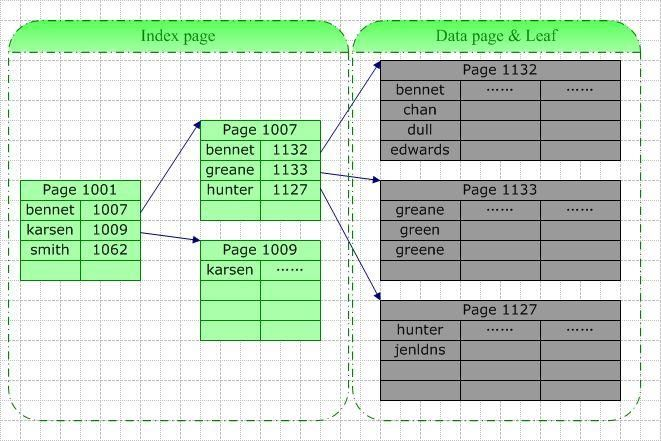 Index page
Data page & Leaf
Page 1001
bennet 1007
karsen 1009
smith 1062
Page 1007
bennet 1132
greane 1133
hunter 1127
Page 1009
karsen ······
Page 1132
bennet ······ ······
chan
dull
edwards
Page 1133
greane ······ ······
green
greene
Page 1127
hunter ······ ······
jenldns